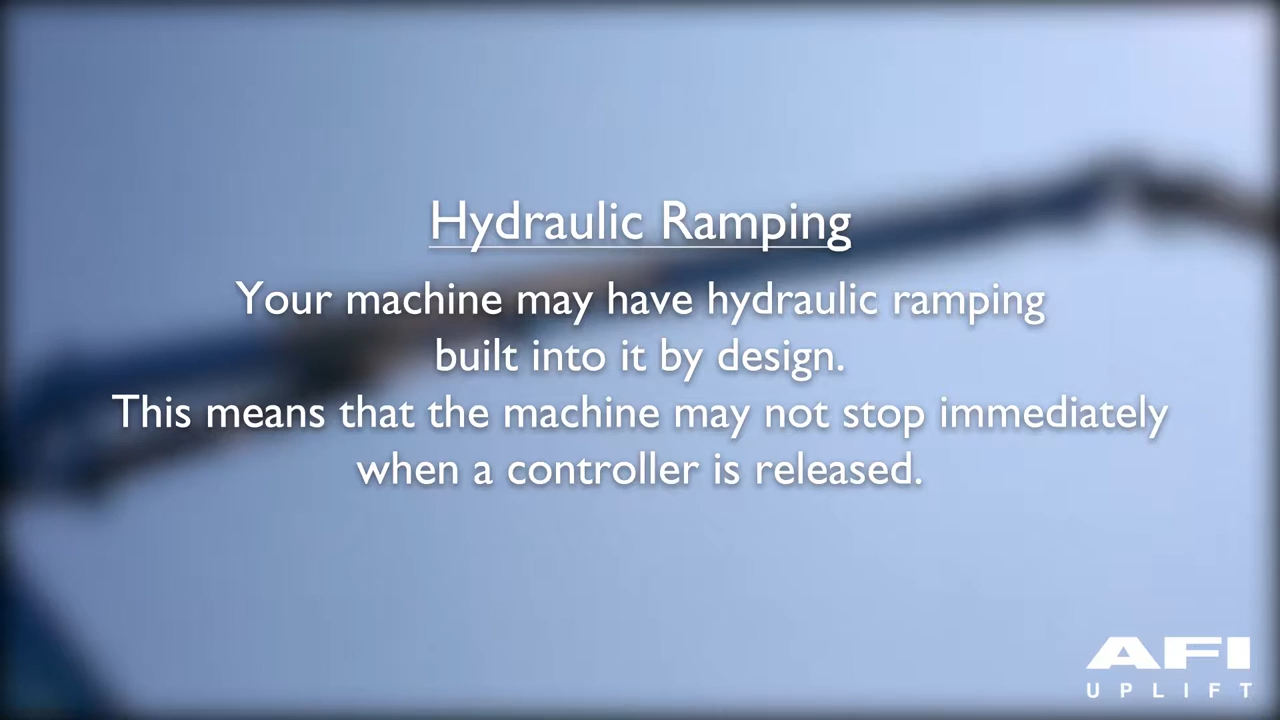 Hydraulic Ramping
Your machine may have hydraulic ramping
built into it by design.
This means that the machine may not stop immediately
when a controller is released.
AFI
UPLIFT